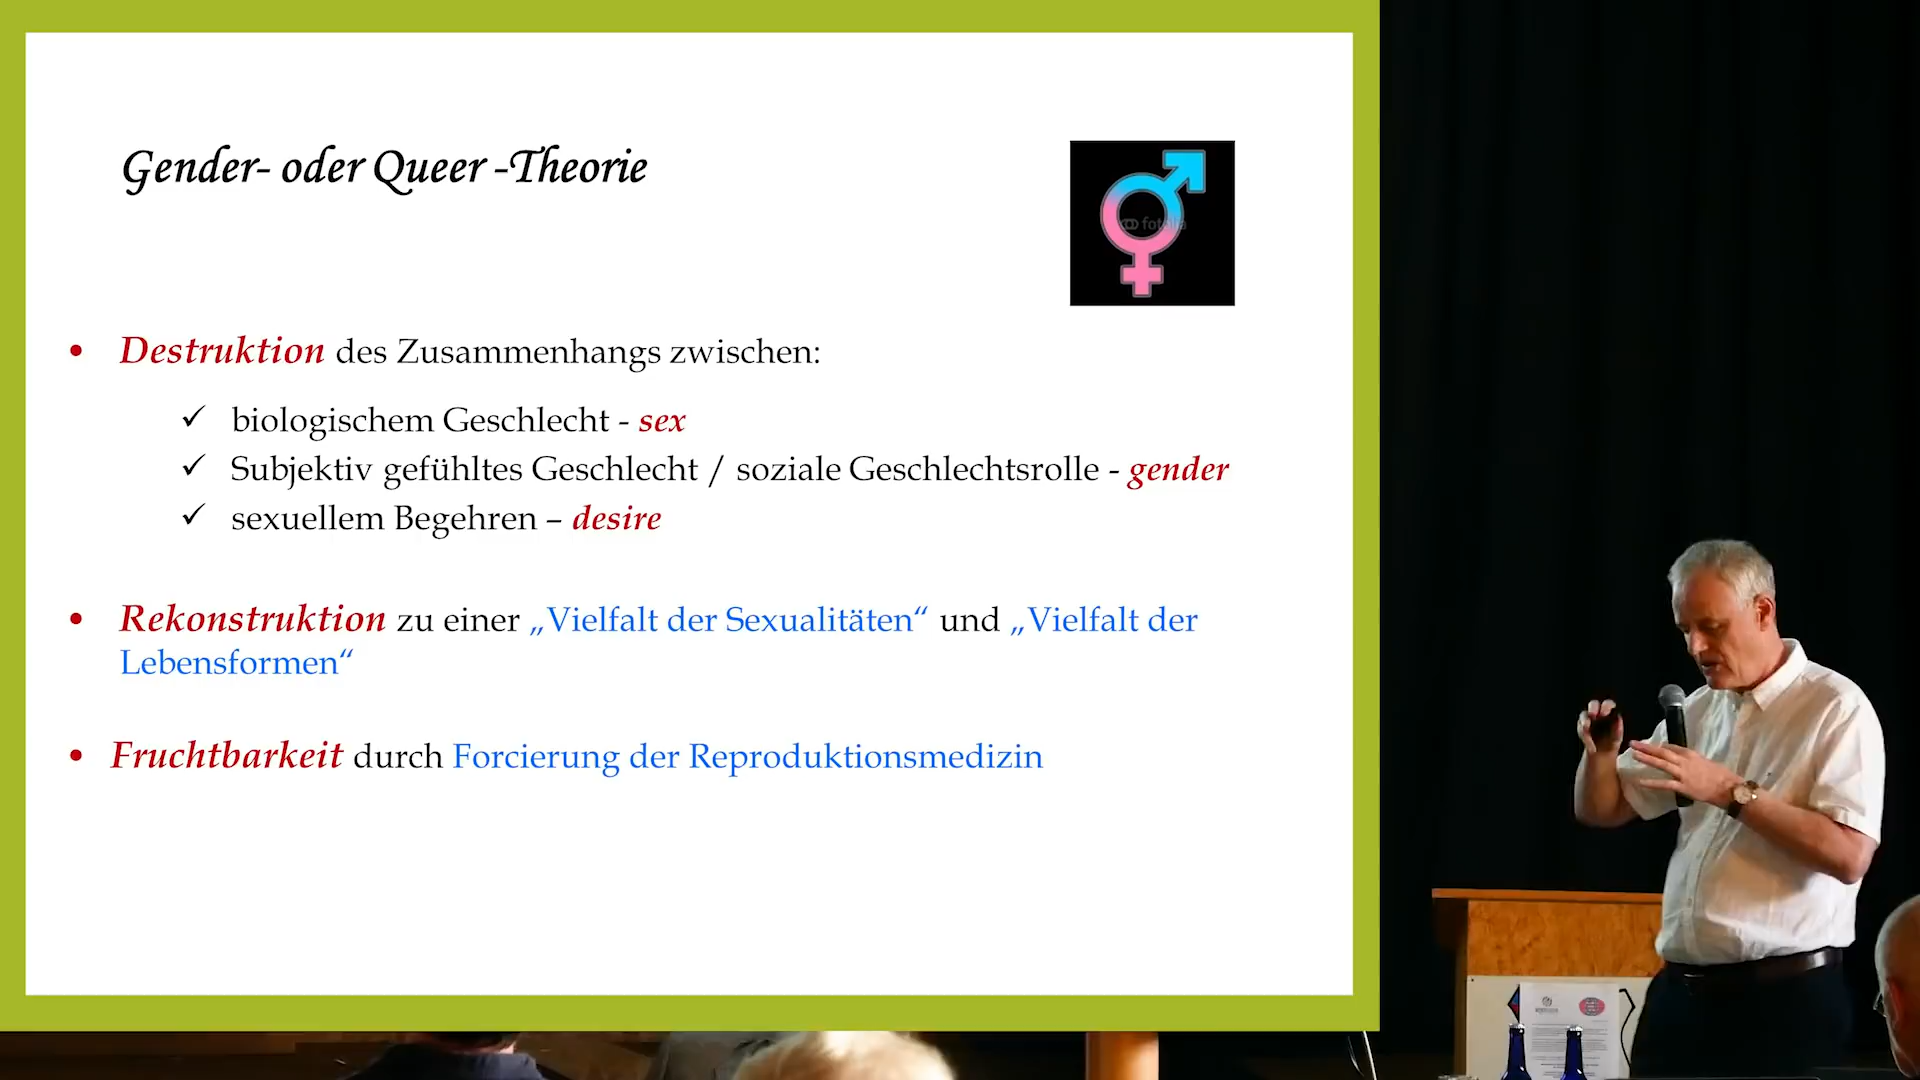 Gender- oder Queer -Theorie
fotolia
• Destruktion des Zusammenhangs zwischen:
✓ biologischem Geschlecht - sex
✓ Subjektiv gefühltes Geschlecht / soziale Geschlechtsrolle - gender
✓ sexuellem Begehren – desire
• Rekonstruktion zu einer „Vielfalt der Sexualitäten“ und „Vielfalt der
Lebensformen“
• Fruchtbarkeit durch Forcierung der Reproduktionsmedizin